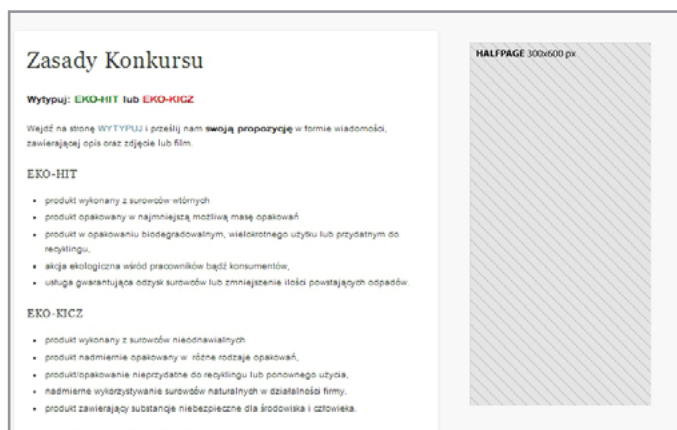 Zasady Konkursu
Wytypuj: EKO-HIT lub EKO-KICZ
Wejdź na stronę WYTYPUJ i prześlij nam swoją propozycję w formie wiadomości,
zawierającej opis oraz zdjęcie lub film.
EKO-HIT
• produkt wykonany z surowców wtórnych
• produkt opakowany w najmniejszą możliwą masę opakowań
• produkt w opakowaniu biodegradowalnym, wielokrotnego użytku lub przydatnym do
recyklingu,
• akcja ekologiczna wśród pracowników bądź konsumentów,
• usługa gwarantująca odzysk surowców lub zmniejszenie ilości powstających odpadów.
EKO-KICZ
• produkt wykonany z surowców nieodnawialnych
• produkt nadmiernie opakowany w różne rodzaje opakowań,
• produkt/opakowanie nieprzydatne do recyklingu lub ponownego użycia,
• nadmierne wykorzystywanie surowców naturalnych w działalności firmy,
• produkt zawierający substancje niebezpieczne dla środowiska i człowieka.
HALFPAGE 300x600 px